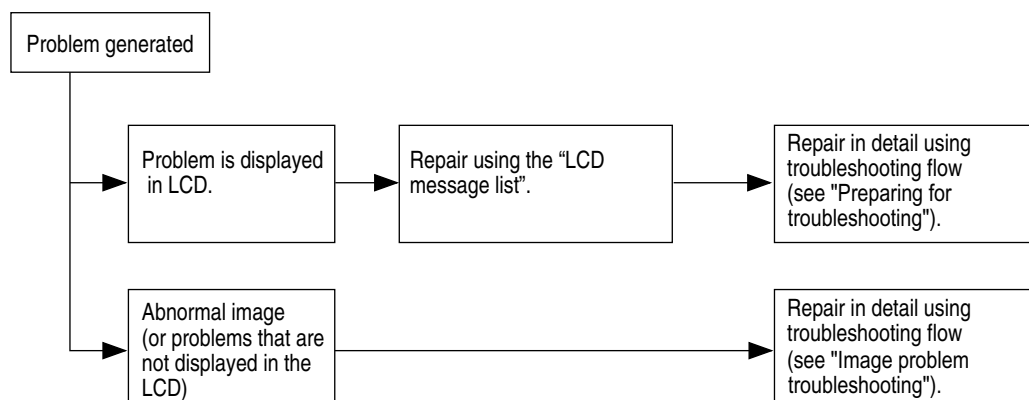 Problem generated
Problem is displayed
in LCD.
Repair using the “LCD
message list”.
Repair in detail using
troubleshooting flow
(see "Preparing for
troubleshooting").
Abnormal image
(or problems that are
not displayed in the
LCD)
Repair in detail using
troubleshooting flow
(see "Image problem
troubleshooting").